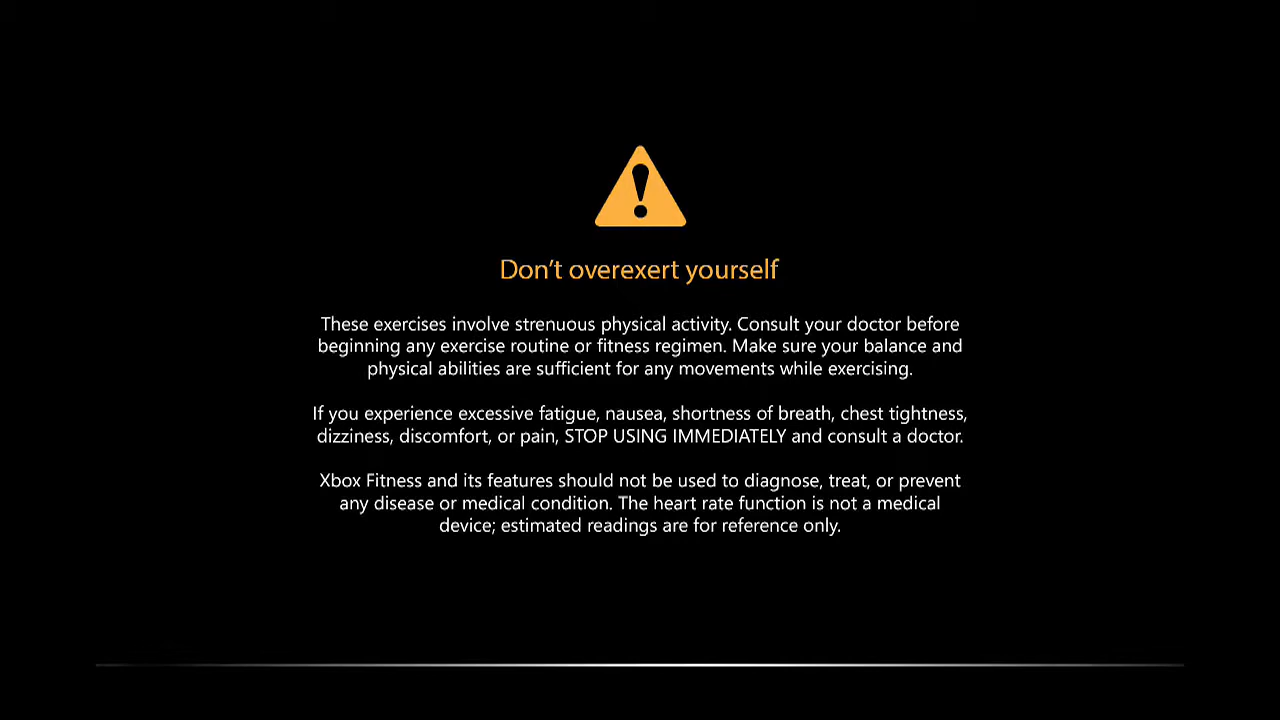 Don't overexert yourself
These exercises involve strenuous physical activity. Consult your doctor before
beginning any exercise routine or fitness regimen. Make sure your balance and
physical abilities are sufficient for any movements while exercising.
If you experience excessive fatigue, nausea, shortness of breath, chest tightness,
dizziness, discomfort, or pain, STOP USING IMMEDIATELY and consult a doctor.
Xbox Fitness and its features should not be used to diagnose, treat, or prevent
any disease or medical condition. The heart rate function is not a medical
device; estimated readings are for reference only.